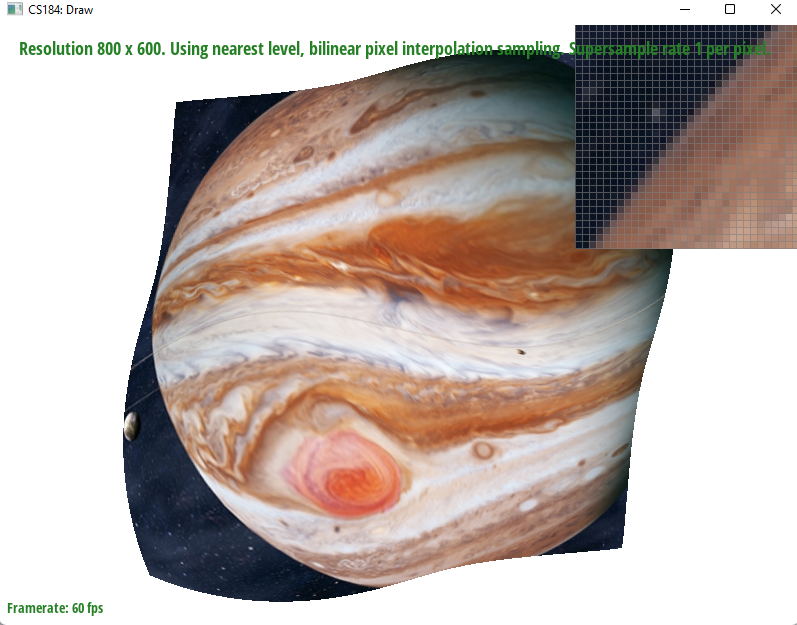 CS184: Draw
Resolution 800 x 600. Using nearest level, bilinear pixel interpolation sampling. Supersample rate 1 per pixel.
Framerate: 60 fps